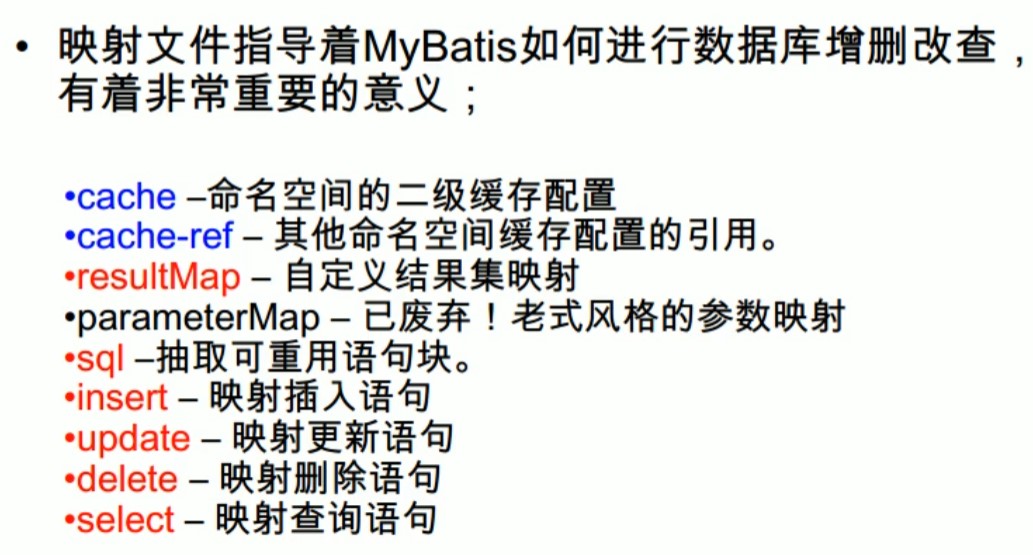 • 映射文件指导着MyBatis如何进行数据库增删改查，
有着非常重要的意义；
•cache –命名空间的二级缓存配置
•cache-ref – 其他命名空间缓存配置的引用。
•resultMap – 自定义结果集映射
•parameterMap – 已废弃！老式风格的参数映射
•sql –抽取可重用语句块。
•insert – 映射插入语句
•update – 映射更新语句
•delete – 映射删除语句
•select – 映射查询语句